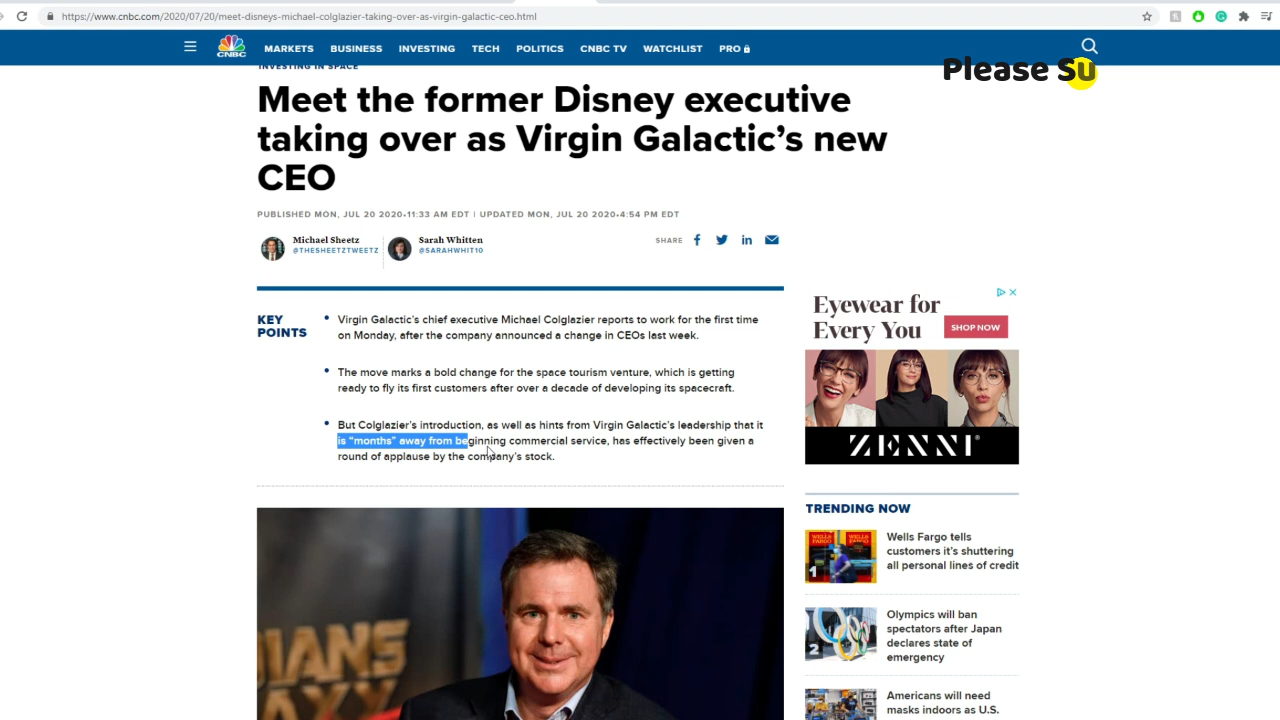 https://www.cnbc.com/2020/07/20/meet-disneys-michael-colglazier-taking-over-as-virgin-galactic-ceo.html
CNBC
MARKETS BUSINESS INVESTING TECH POLITICS CNBC TV WATCHLIST PRO
Please Su
INVESTING IN SPACE
Meet the former Disney executive
taking over as Virgin Galactic’s new
CEO
PUBLISHED MON, JUL 20 2020•11:33 AM EDT | UPDATED MON, JUL 20 2020•4:54 PM EDT
Michael Sheetz
@THESHEETZTWEETZ
Sarah Whitten
@SARAHWHIT10
SHARE
KEY
POINTS
Virgin Galactic’s chief executive Michael Colglazier reports to work for the first time
on Monday, after the company announced a change in CEOs last week.
The move marks a bold change for the space tourism venture, which is getting
ready to fly its first customers after over a decade of developing its spacecraft.
But Colglazier’s introduction, as well as hints from Virgin Galactic’s leadership that it
is “months” away from beginning commercial service, has effectively been given a
round of applause by the company’s stock.
Eyewear for
Every You
SHOP NOW
ZENNI®
TRENDING NOW
WELLS FARGO
WELLS FARGO
1
Wells Fargo tells
customers it’s shuttering
all personal lines of credit
2
Olympics will ban
spectators after Japan
declares state of
emergency
Americans will need
masks indoors as U.S.